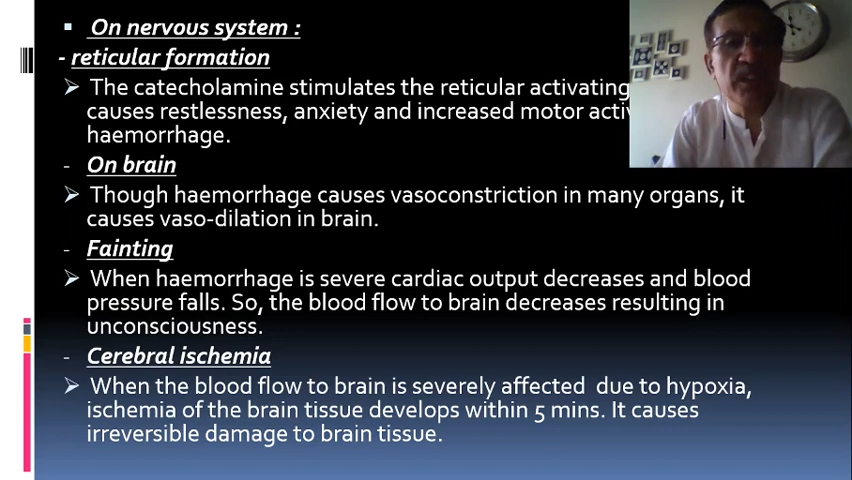 On nervous system :
- reticular formation
The catecholamine stimulates the reticular activating
causes restlessness, anxiety and increased motor
haemorrhage.
- On brain
Though haemorrhage causes vasoconstriction in many organs, it
causes vaso-dilation in brain.
- Fainting
When haemorrhage is severe cardiac output decreases and blood
pressure falls. So, the blood flow to brain decreases resulting in
unconsciousness.
- Cerebral ischemia
When the blood flow to brain is severely affected due to hypoxia,
ischemia of the brain tissue develops within 5 mins. It causes
irreversible damage to brain tissue.